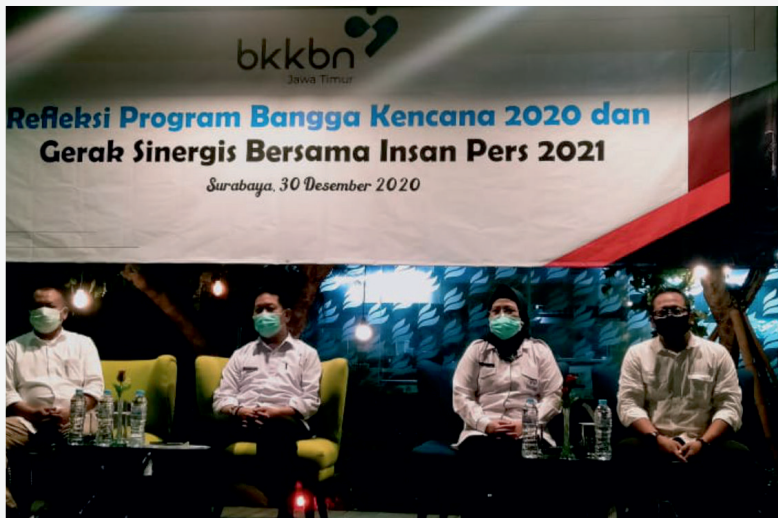 bkkbn
Jawa Timur
Refleksi Program Bangga Kencana 2020 dan
Gerak Sinergis Bersama Insan Pers 2021
Surabaya, 30 Desember 2020